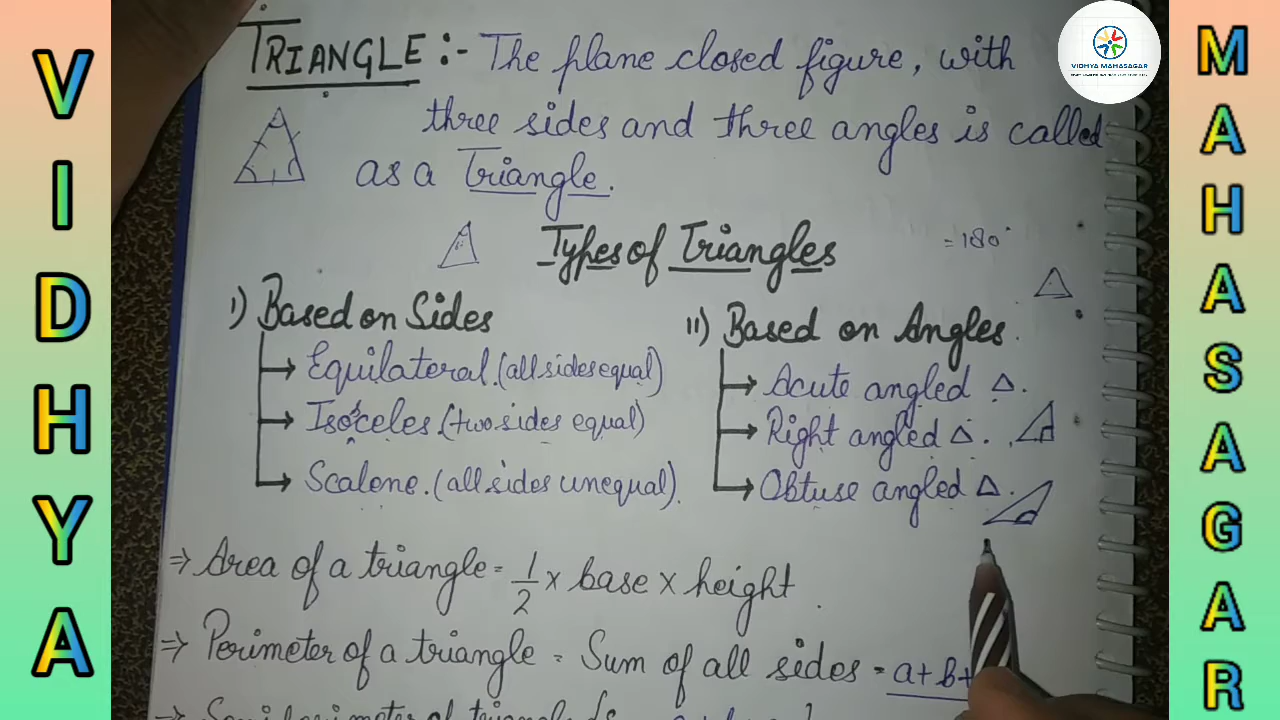 VIDHYA
TRIANGLE :- The plane closed figure, with
three sides and three angles is called
as a Triangle.
Types of Triangles
= 180°
i) Based on Sides
Equilateral. (all sides equal)
Isosceles (two sides equal)
Scalene. (all sides unequal).
ii) Based on Angles.
Acute angled Δ.
Right angled Δ.
Obtuse angled Δ.
⇒ Area of a triangle = 1/2 × base × height
⇒ Perimeter of a triangle = Sum of all sides = a+b+
VIDHYA MAHASAGAR
MAHASAGAR